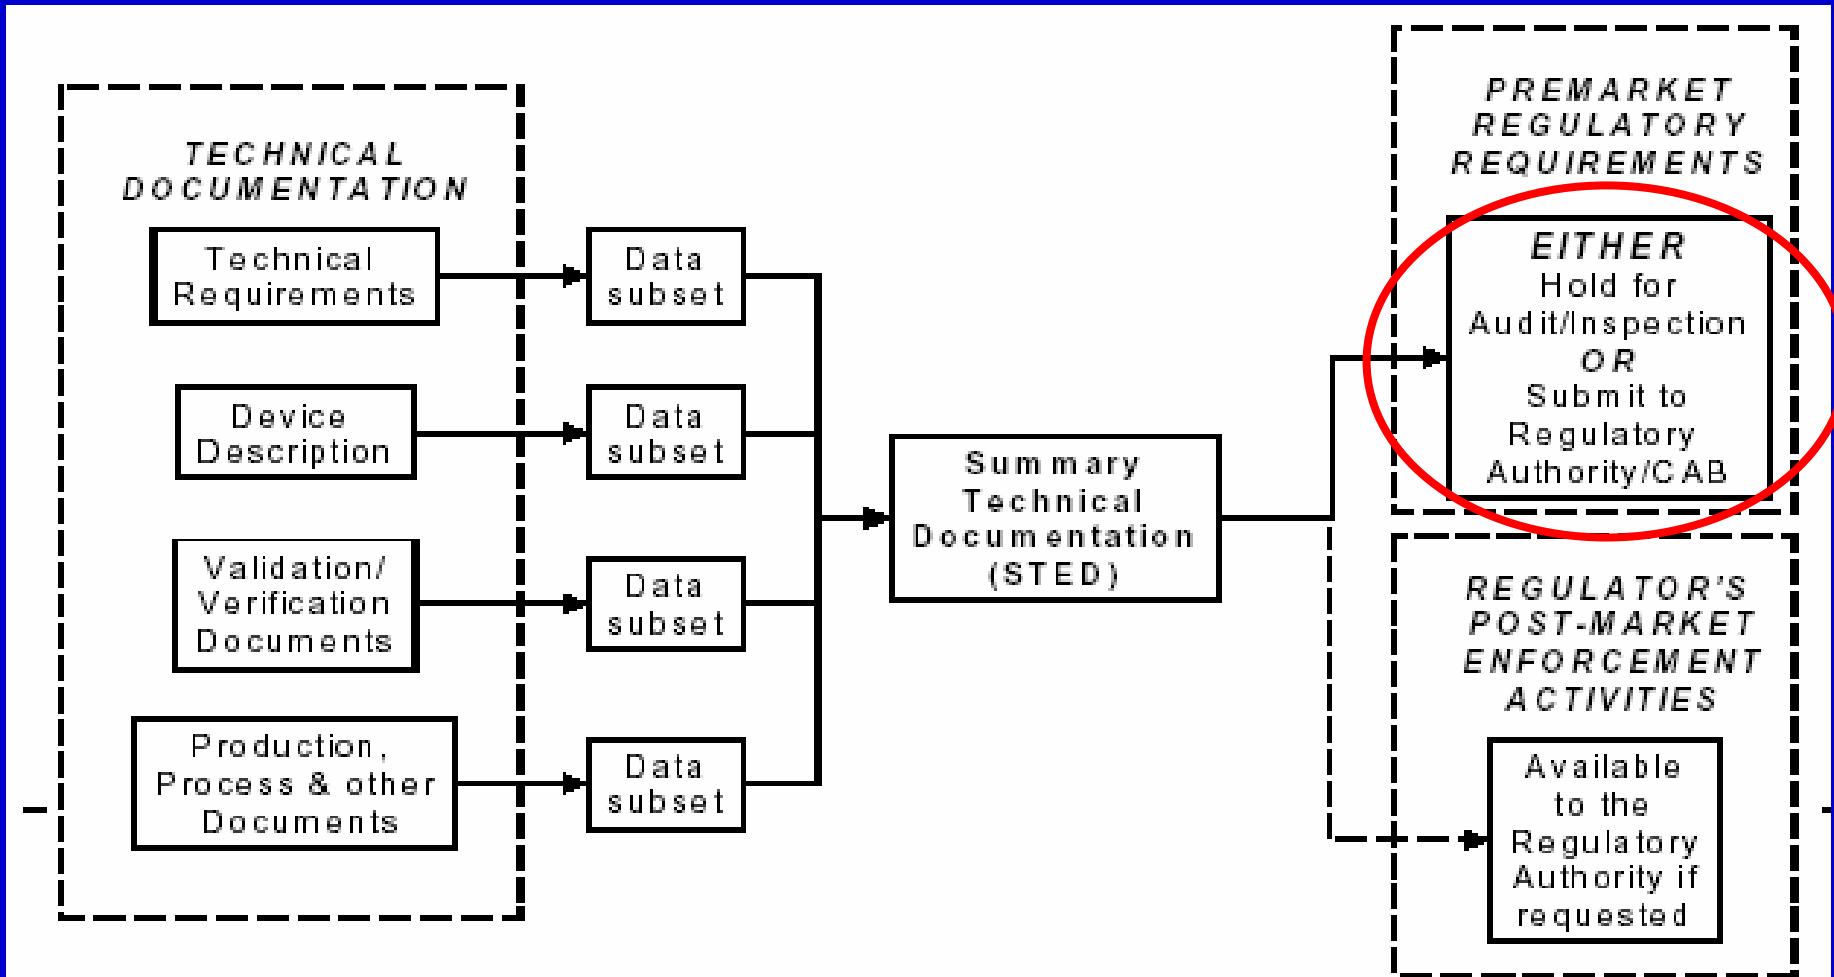 TECHNICAL
DOCUMENTATION
Technical
Requirements
Device
Description
Validation/
Verification
Documents
Production,
Process & other
Documents
Data
subset
Data
subset
Data
subset
Data
subset
Summary
Technical
Documentation
(STED)
PREMARKET
REGULATORY
REQUIREMENTS
EITHER
Hold for
Audit/Inspection
OR
Submit to
Regulatory
Authority/CAB
REGULATOR'S
POST-MARKET
ENFORCEMENT
ACTIVITIES
Available
to the
Regulatory
Authority if
requested